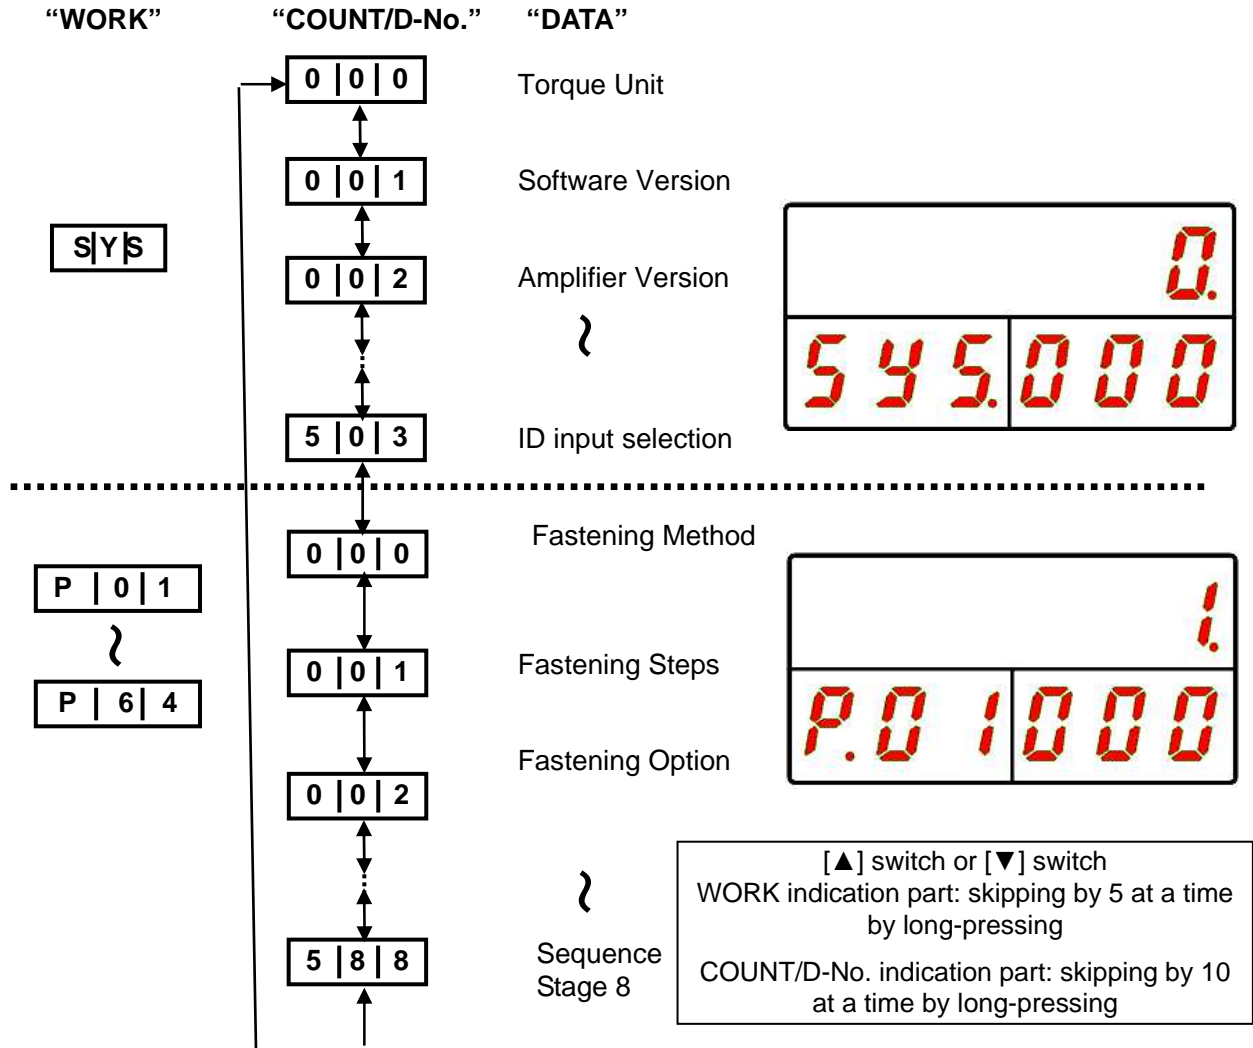 “WORK” “COUNT/D-No.” “DATA”
0 0 0 Torque Unit
0 0 1 Software Version
SYS
0 0 2 Amplifier Version
0.
SYS. 000
5 0 3 ID input selection
0 0 0 Fastening Method
P 0 1
1.
0 0 1 Fastening Steps
P 6 4
P.01 000
0 0 2 Fastening Option
[▲] switch or [▼] switch
WORK indication part: skipping by 5 at a time
by long-pressing
COUNT/D-No. indication part: skipping by 10
at a time by long-pressing
5 8 8 Sequence
Stage 8